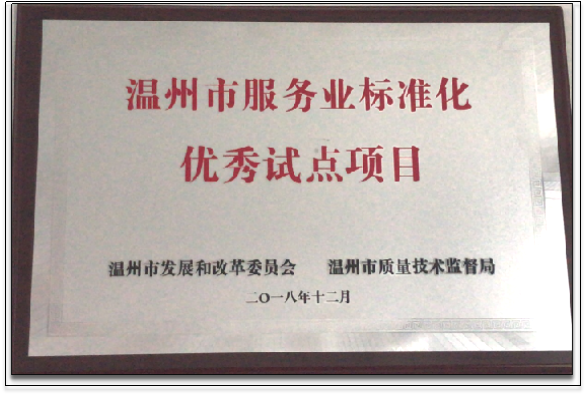 温州市服务业标准化
优秀试点项目
温州市发展和改革委员会 温州市质量技术监督局
二〇一八年十二月